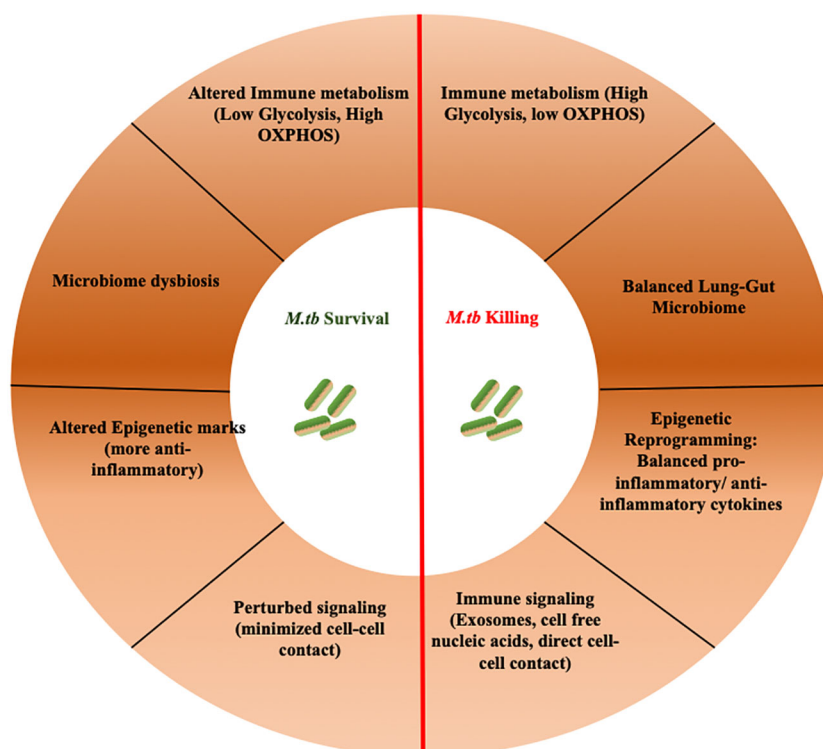 Altered Immune metabolism
(Low Glycolysis, High
OXPHOS)
Immune metabolism (High
Glycolysis, low OXPHOS)
Microbiome dysbiosis
Balanced Lung-Gut
Microbiome
M.tb Survival
M.tb Killing
Altered Epigenetic marks
(more anti-
inflammatory)
Epigenetic
Reprogramming:
Balanced pro-
inflammatory/ anti-
inflammatory cytokines
Perturbed signaling
(minimized cell-cell
contact)
Immune signaling
(Exosomes, cell free
nucleic acids, direct cell-
cell contact)